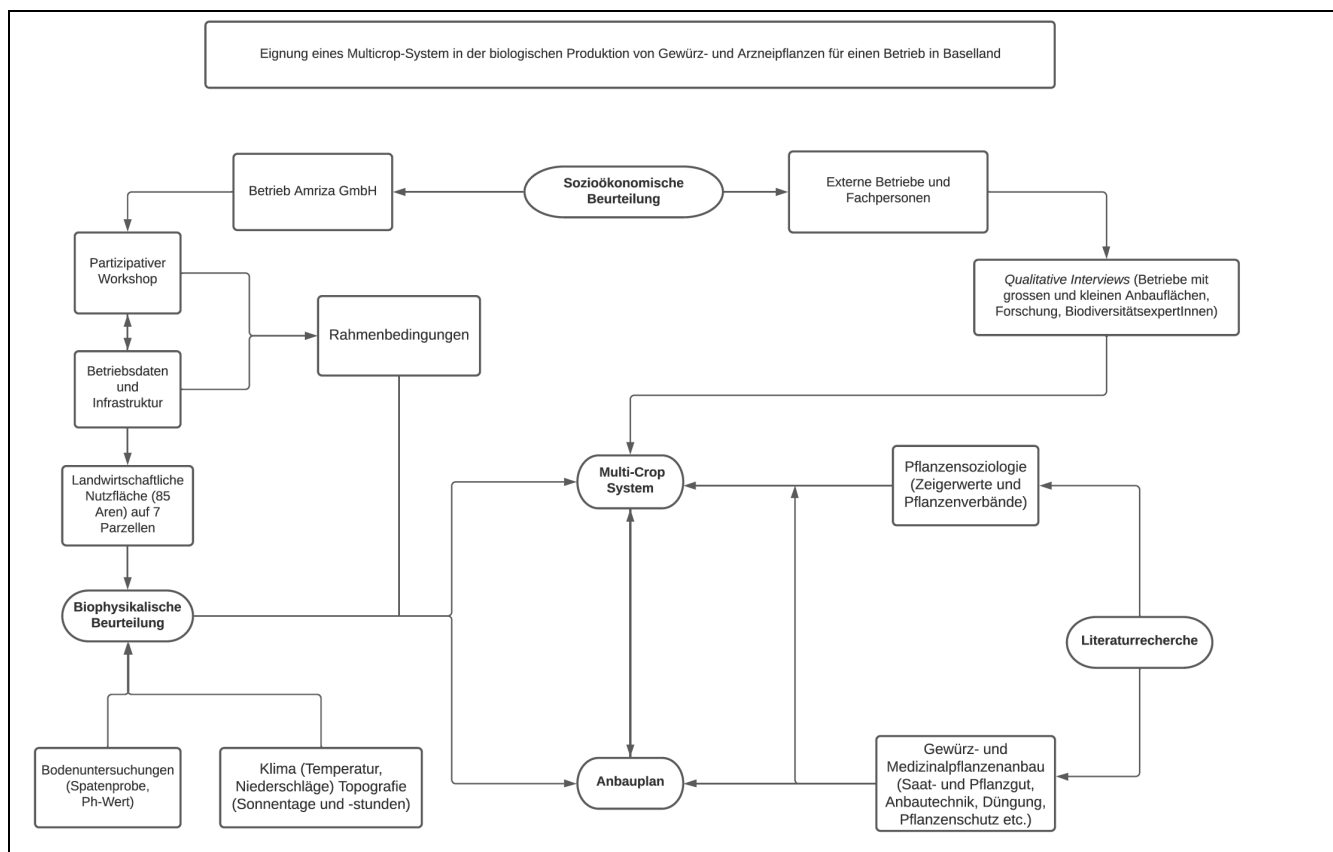 Eignung eines Multicrop-System in der biologischen Produktion von Gewürz- und Arzneipflanzen für einen Betrieb in Baselland
Betrieb Amriza GmbH
Sozioökonomische
Beurteilung
Externe Betriebe und
Fachpersonen
Partizipativer
Workshop
Qualitative Interviews (Betriebe mit
grossen und kleinen Anbauflächen,
Forschung, BiodiversitätsexpertInnen)
Rahmenbedingungen
Betriebsdaten
und
Infrastruktur
Landwirtschaftliche
Nutzfläche (85
Aren) auf 7
Parzellen
Multi-Crop
System
Pflanzensoziologie
(Zeigerwerte und
Pflanzenverbände)
Biophysikalische
Beurteilung
Literaturrecherche
Bodenuntersuchungen
(Spatenprobe,
Ph-Wert)
Klima (Temperatur,
Niederschläge) Topografie
(Sonnentage und -stunden)
Anbauplan
Gewürz- und
Medizinalpflanzenanbau
(Saat- und Pflanzgut,
Anbautechnik, Düngung,
Pflanzenschutz etc.)